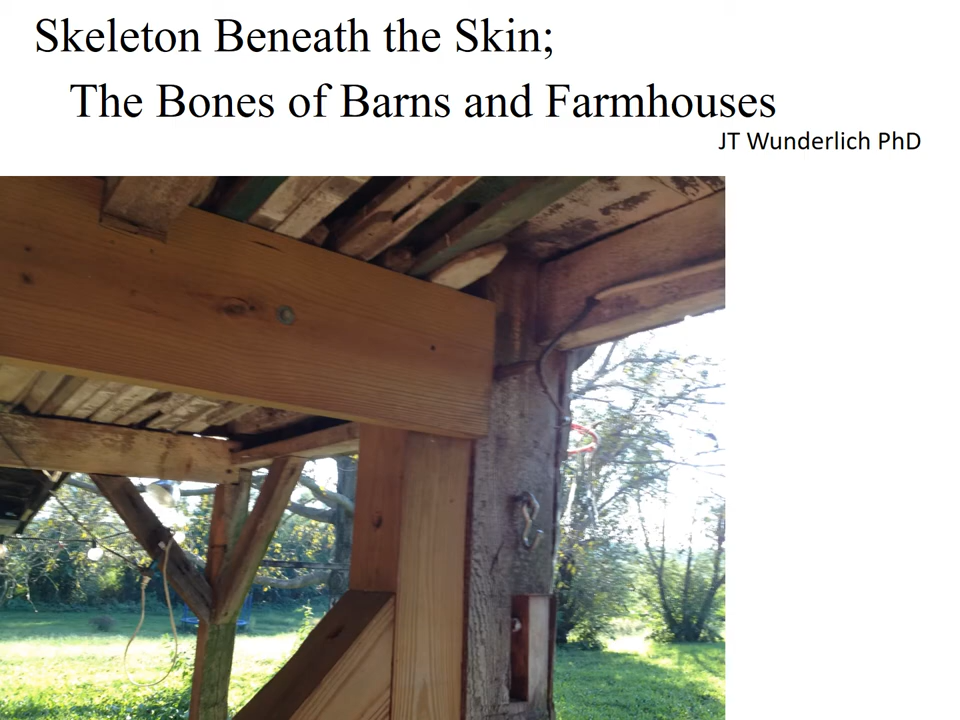 Skeleton Beneath the Skin;
The Bones of Barns and Farmhouses
JT Wunderlich PhD